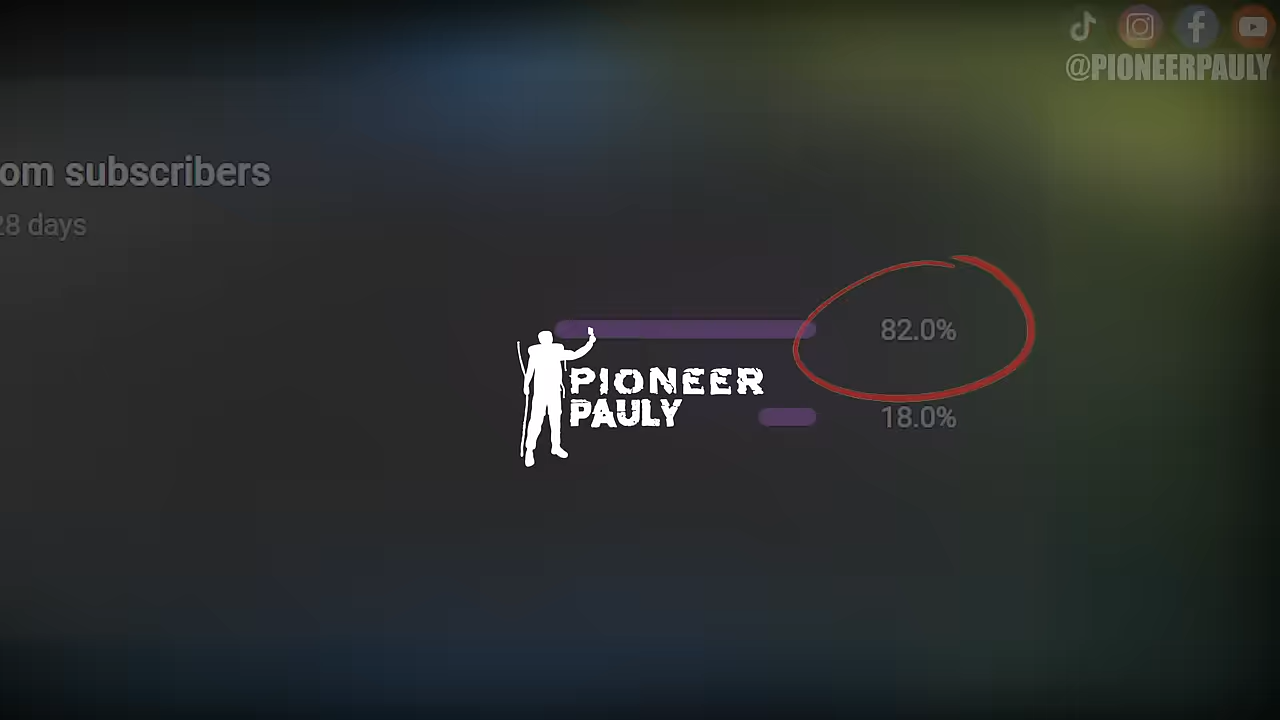 @PIONEERPAULY
om subscribers
28 days
82.0%
PIONEER
PAULY
18.0%